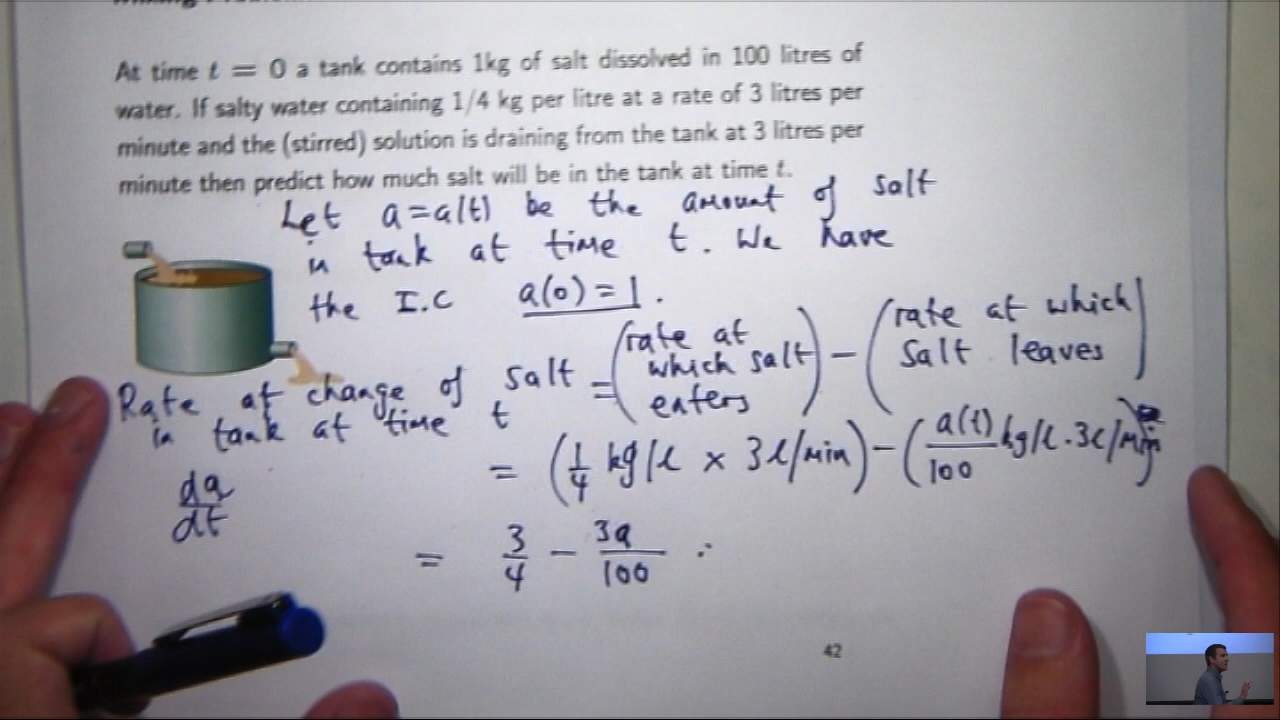 At time t = 0 a tank contains 1kg of salt dissolved in 100 litres of
water. If salty water containing 1/4 kg per litre at a rate of 3 litres per
minute and the (stirred) solution is draining from the tank at 3 litres per
minute then predict how much salt will be in the tank at time t.
Let a=a(t) be the amount of salt
in tank at time t. We have
the I.C a(0)=1.
Rate of change of salt in tank at time t = (rate at which salt enters) - (rate at which salt leaves)
= (1/4 kg/l x 3l/min) - (a(t)/100 kg/l . 3l/min)
da/dt = 3/4 - 3a/100
42